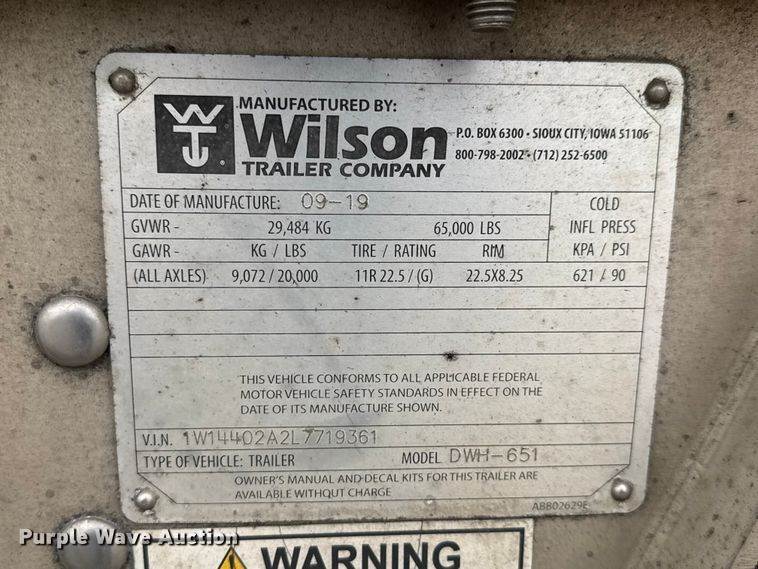 MANUFACTURED BY:
WT
Wilson
TRAILER COMPANY
P.O. BOX 6300 • SIOUX CITY, IOWA 51106
800-798-2002 • (712) 252-6500
DATE OF MANUFACTURE: 09-19 COLD
GVWR - 29,484 KG 65,000 LBS INFL PRESS
GAWR - KG / LBS TIRE / RATING RIM KPA / PSI
(ALL AXLES) 9,072 / 20,000 11R 22.5 / (G) 22.5X8.25 621 / 90
THIS VEHICLE CONFORMS TO ALL APPLICABLE FEDERAL
MOTOR VEHICLE SAFETY STANDARDS IN EFFECT ON THE
DATE OF ITS MANUFACTURE SHOWN.
V.I.N. 1W14402A2L7719361
TYPE OF VEHICLE: TRAILER MODEL DWH-651
OWNER'S MANUAL AND DECAL KITS FOR THIS TRAILER ARE
AVAILABLE WITHOUT CHARGE
ABB02629E
Purple Wave Auction
WARNING